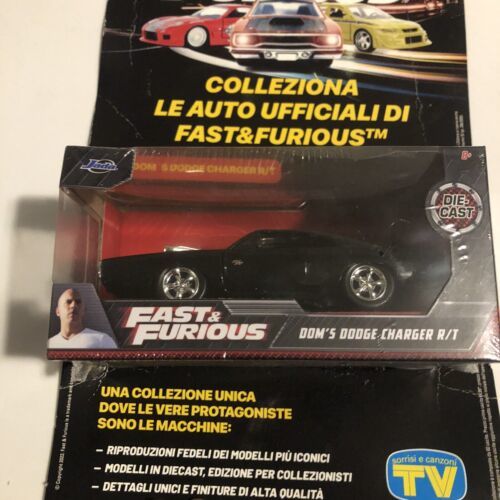 COLLEZIONA
LE AUTO UFFICIALI DI
FAST&FURIOUS™
Jada
DOM'S DODGE CHARGER R/T
8+
DIE-CAST
FAST & FURIOUS
DOM'S DODGE CHARGER R/T
UNA COLLEZIONE UNICA
DOVE LE VERE PROTAGONISTE
SONO LE MACCHINE:
– RIPRODUZIONI FEDELI DEI MODELLI PIÙ ICONICI
– MODELLI IN DIECAST, EDIZIONE PER COLLEZIONISTI
– DETTAGLI UNICI E FINITURE DI ALTA QUALITÀ
sorrisi e canzoni
TV